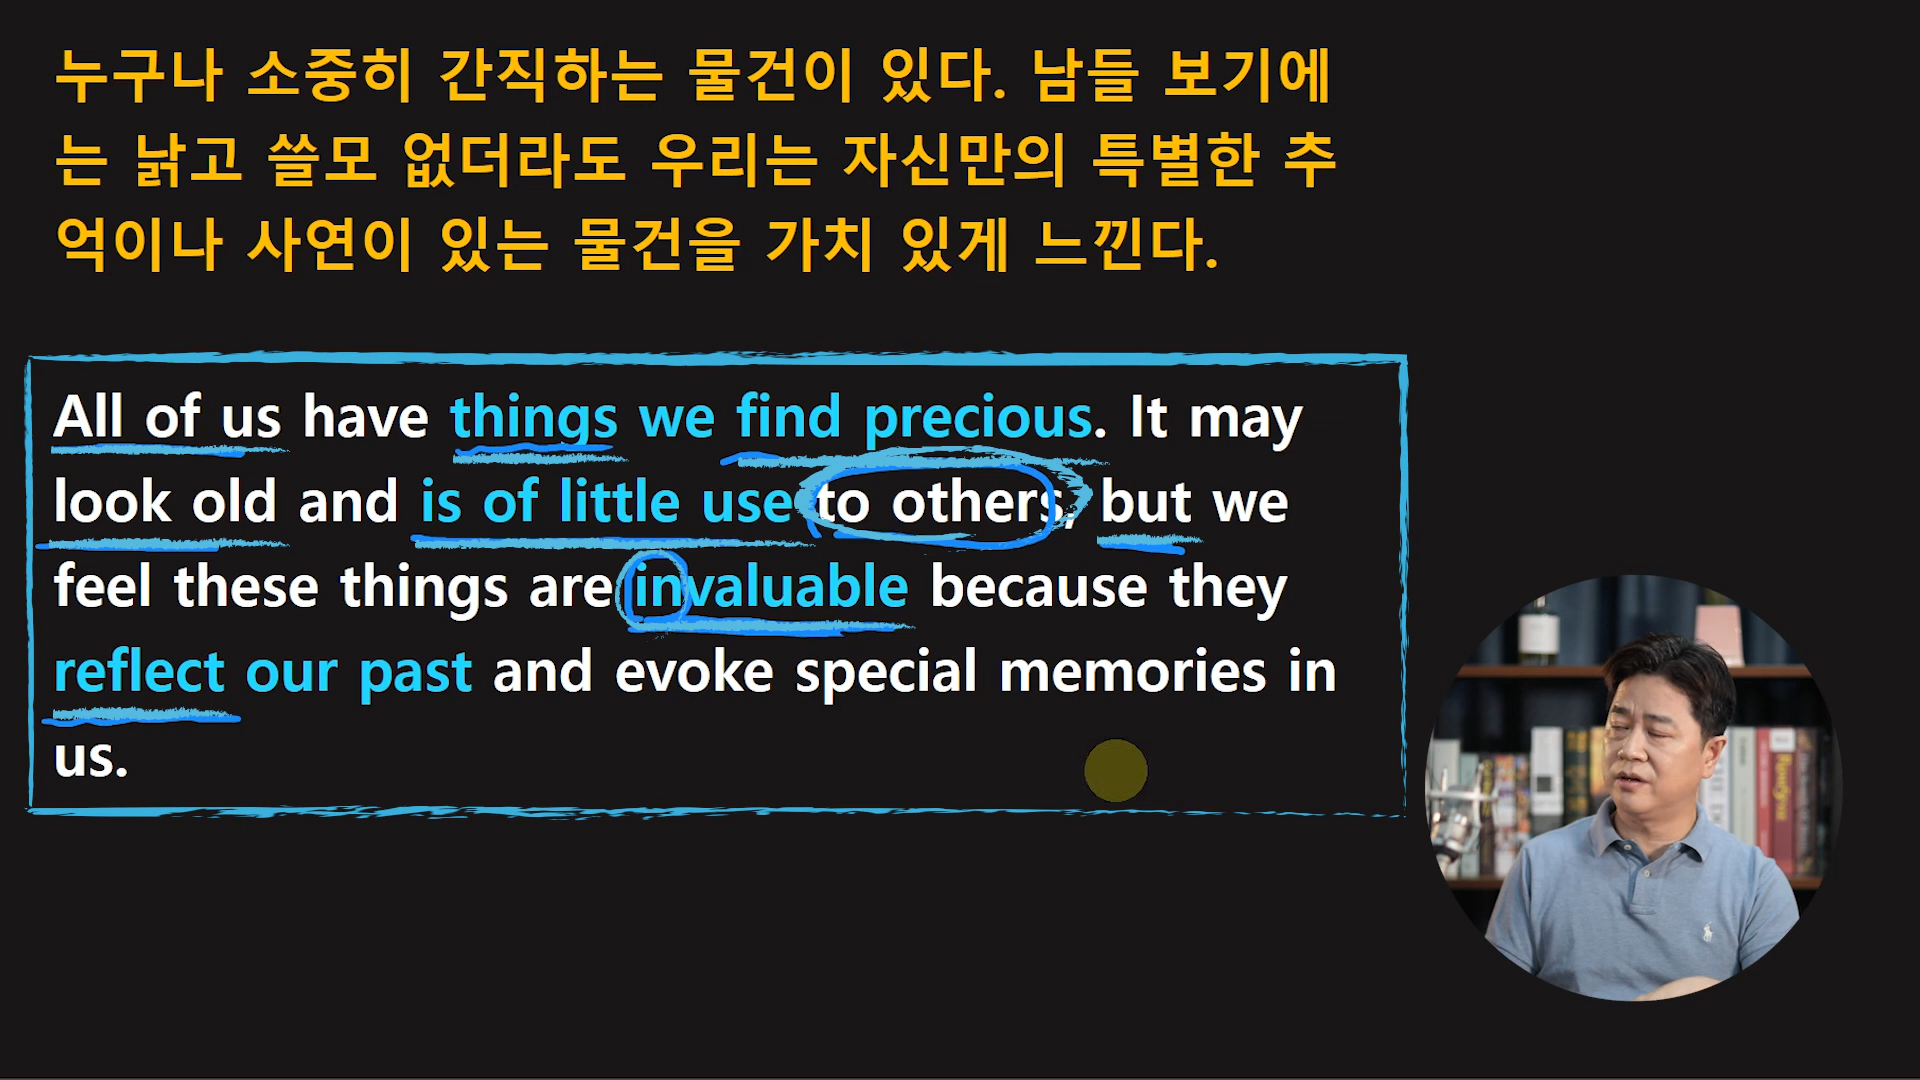 누구나 소중히 간직하는 물건이 있다. 남들 보기에
는 낡고 쓸모 없더라도 우리는 자신만의 특별한 추
억이나 사연이 있는 물건을 가치 있게 느낀다.
All of us have things we find precious. It may
look old and is of little use to others, but we
feel these things are invaluable because they
reflect our past and evoke special memories in
us.